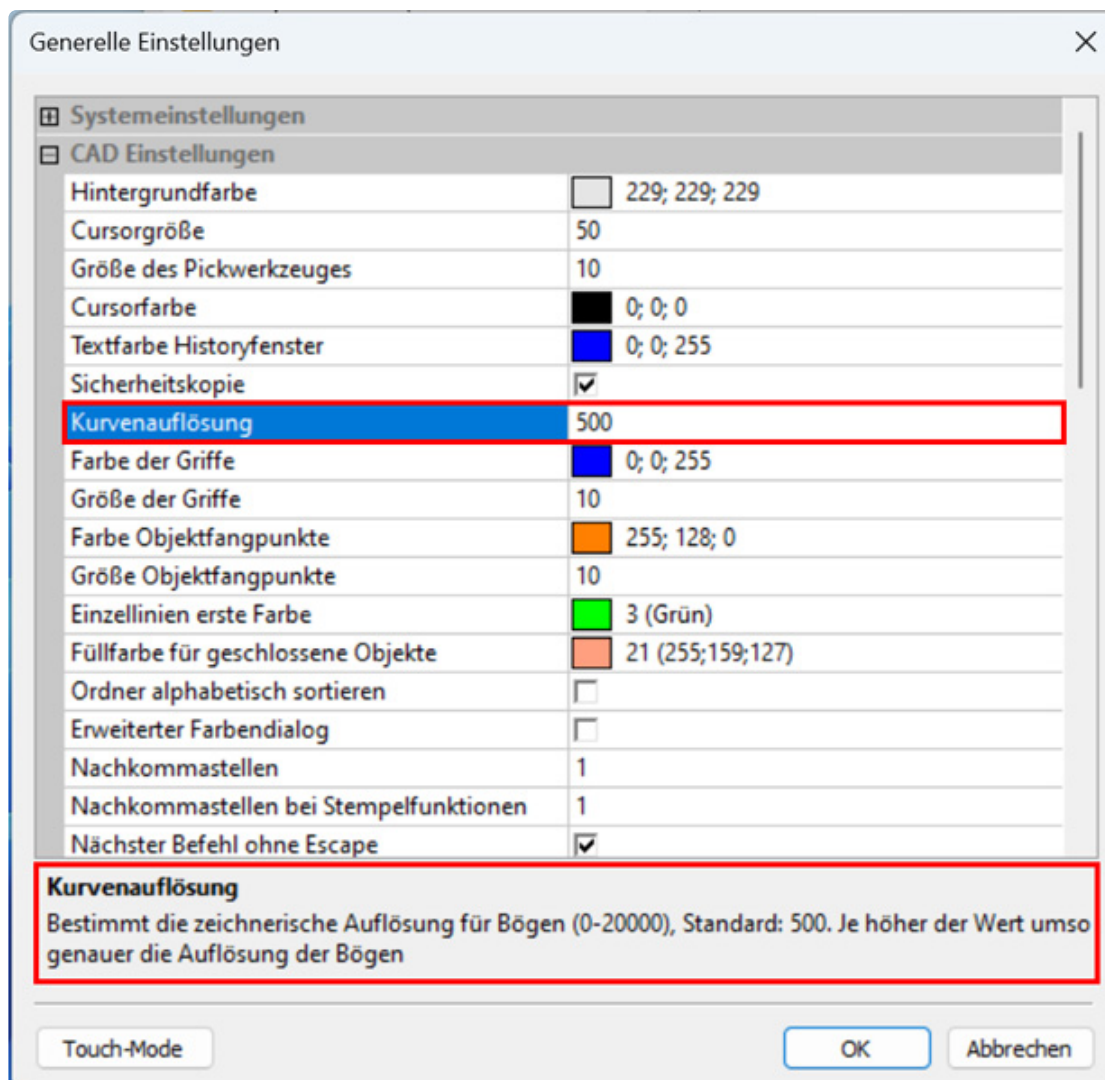 Generelle Einstellungen
Systemeinstellungen
CAD Einstellungen
Hintergrundfarbe 229; 229; 229
Cursorgröße 50
Größe des Pickwerkzeuges 10
Cursorfarbe 0; 0; 0
Textfarbe Historyfenster 0; 0; 255
Sicherheitskopie
Kurvenauflösung 500
Farbe der Griffe 0; 0; 255
Größe der Griffe 10
Farbe Objektfangpunkte 255; 128; 0
Größe Objektfangpunkte 10
Einzellinien erste Farbe 3 (Grün)
Füllfarbe für geschlossene Objekte 21 (255;159;127)
Ordner alphabetisch sortieren
Erweiterter Farbendialog
Nachkommastellen 1
Nachkommastellen bei Stempelfunktionen 1
Nächster Befehl ohne Escape
Kurvenauflösung
Bestimmt die zeichnerische Auflösung für Bögen (0-20000), Standard: 500. Je höher der Wert umso
genauer die Auflösung der Bögen
Touch-Mode OK Abbrechen